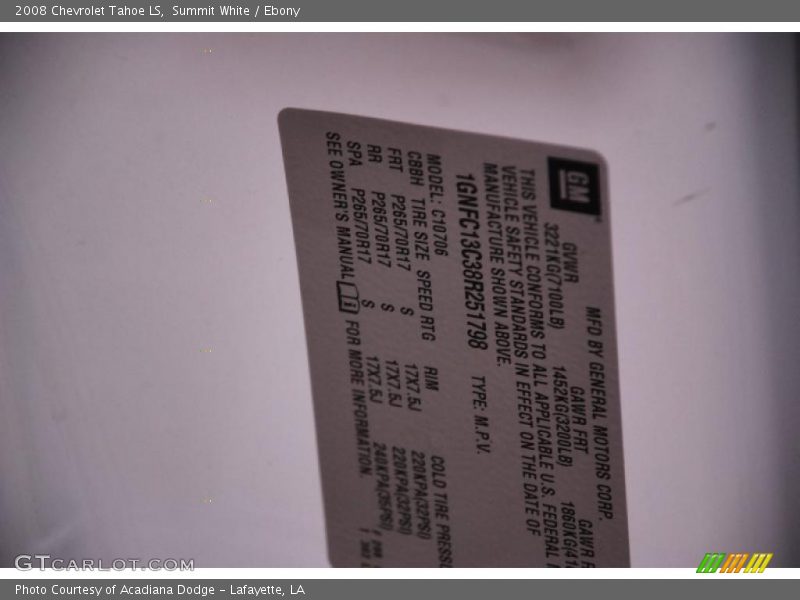 2008 Chevrolet Tahoe LS, Summit White / Ebony
GM
MFD BY GENERAL MOTORS CORP.
GVWR GAWR FRT GAWR
3221KG(7100LB) 1452KG(3200LB)
THIS VEHICLE CONFORMS TO ALL APPLICABLE U.S. FEDERAL
VEHICLE SAFETY STANDARDS IN EFFECT ON THE DATE OF
MANUFACTURE SHOWN ABOVE.
1GNFC13C38R251798 TYPE: M.P.V.
MODEL: C10706
CBBH TIRE SIZE SPEED RTG RIM COLD TIRE
FRT P265/70R17 S 17X7.5J 220KPA(32PSI)
RR P265/70R17 S 17X7.5J 220KPA(32PSI)
SPA P265/70R17 S 17X7.5J 240KPA(35PSI)
SEE OWNER'S MANUAL FOR MORE INFORMATION.
GTCARLOT.COM
Photo Courtesy of Acadiana Dodge - Lafayette, LA